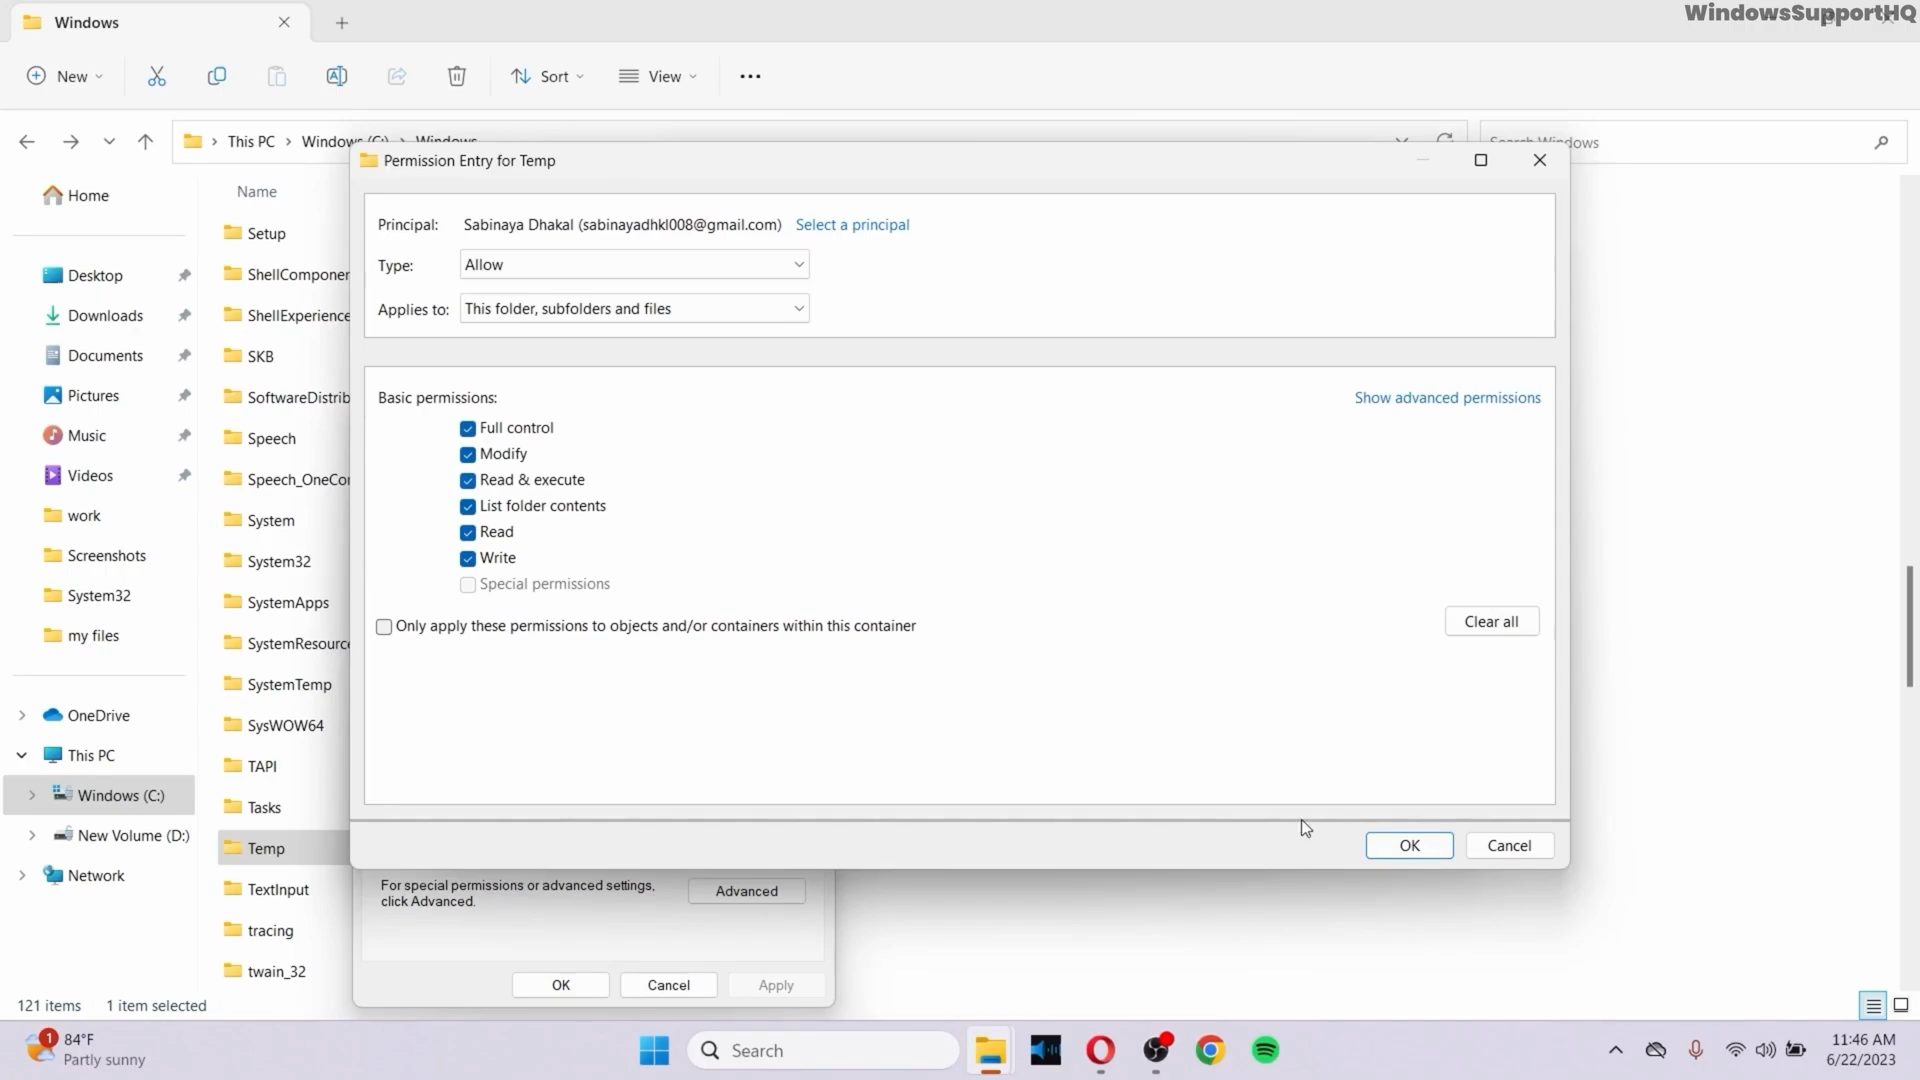 Windows
WindowsSupportHQ
New
Sort
View
This PC
Windows
Principal:
Permission Entry for Temp
Sabinaya Dhakal (sabinayadhkl008@gmail.com)
Select a principal
Type:
Allow
Applies to:
This folder, subfolders and files
Basic permissions:
Show advanced permissions
Full control
Modify
Read & execute
List folder contents
Read
Write
Special permissions
Only apply these permissions to objects and/or containers within this container
Clear all
OK
Cancel
For special permissions or advanced settings,
click Advanced.
Advanced
OK
Cancel
Apply
Home
Desktop
Downloads
Documents
Pictures
Music
Videos
work
Screenshots
System32
my files
OneDrive
This PC
Windows (C:)
New Volume (D:)
Network
Name
Setup
ShellComponen
ShellExperience
SKB
SoftwareDistrib
Speech
Speech_OneCo
System
System32
SystemApps
SystemResource
SystemTemp
SysWOW64
TAPI
Tasks
Temp
TextInput
tracing
twain_32
121 items
1 item selected
1
84°F
Partly sunny
Search
11:46 AM
6/22/2023